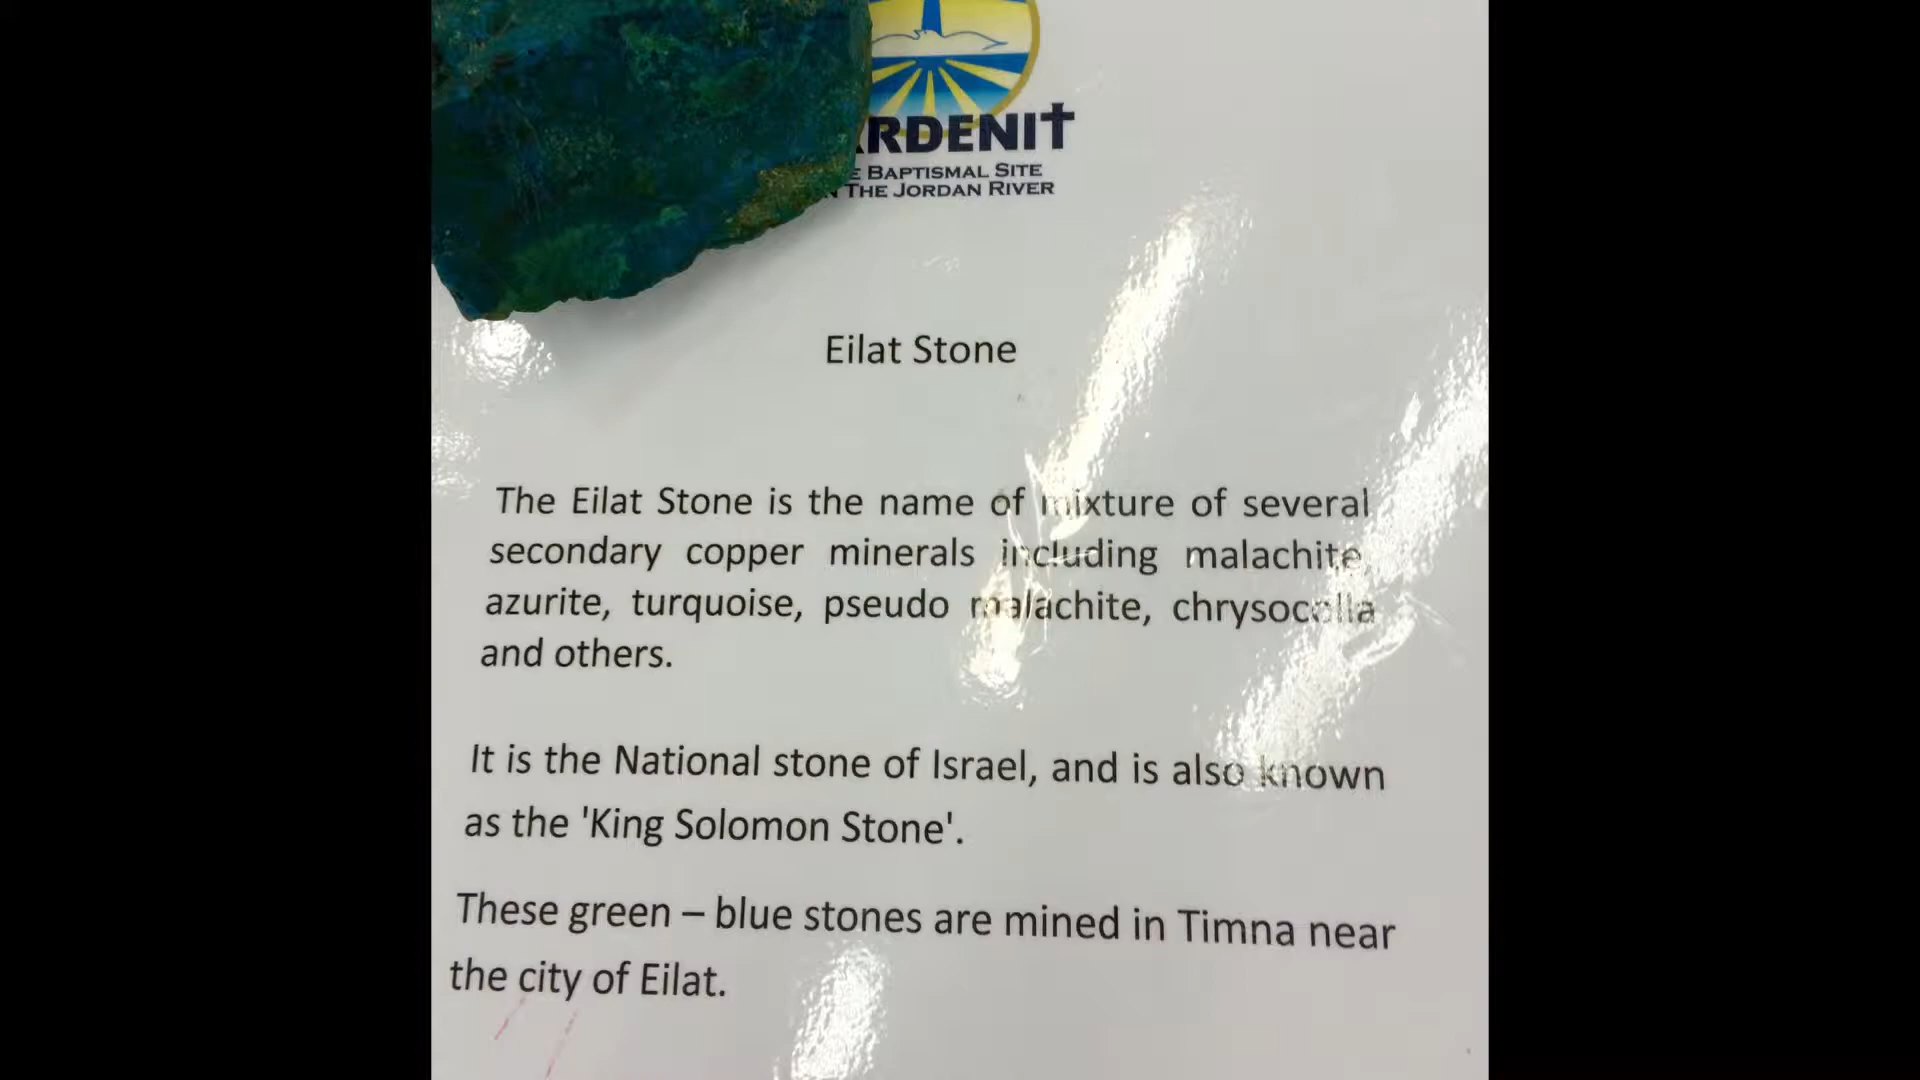 RDENIT
E BAPTISMAL SITE
N THE JORDAN RIVER
Eilat Stone
The Eilat Stone is the name of mixture of several
secondary copper minerals including malachite,
azurite, turquoise, pseudo malachite, chrysocolla
and others.
It is the National stone of Israel, and is also known
as the 'King Solomon Stone'.
These green – blue stones are mined in Timna near
the city of Eilat.